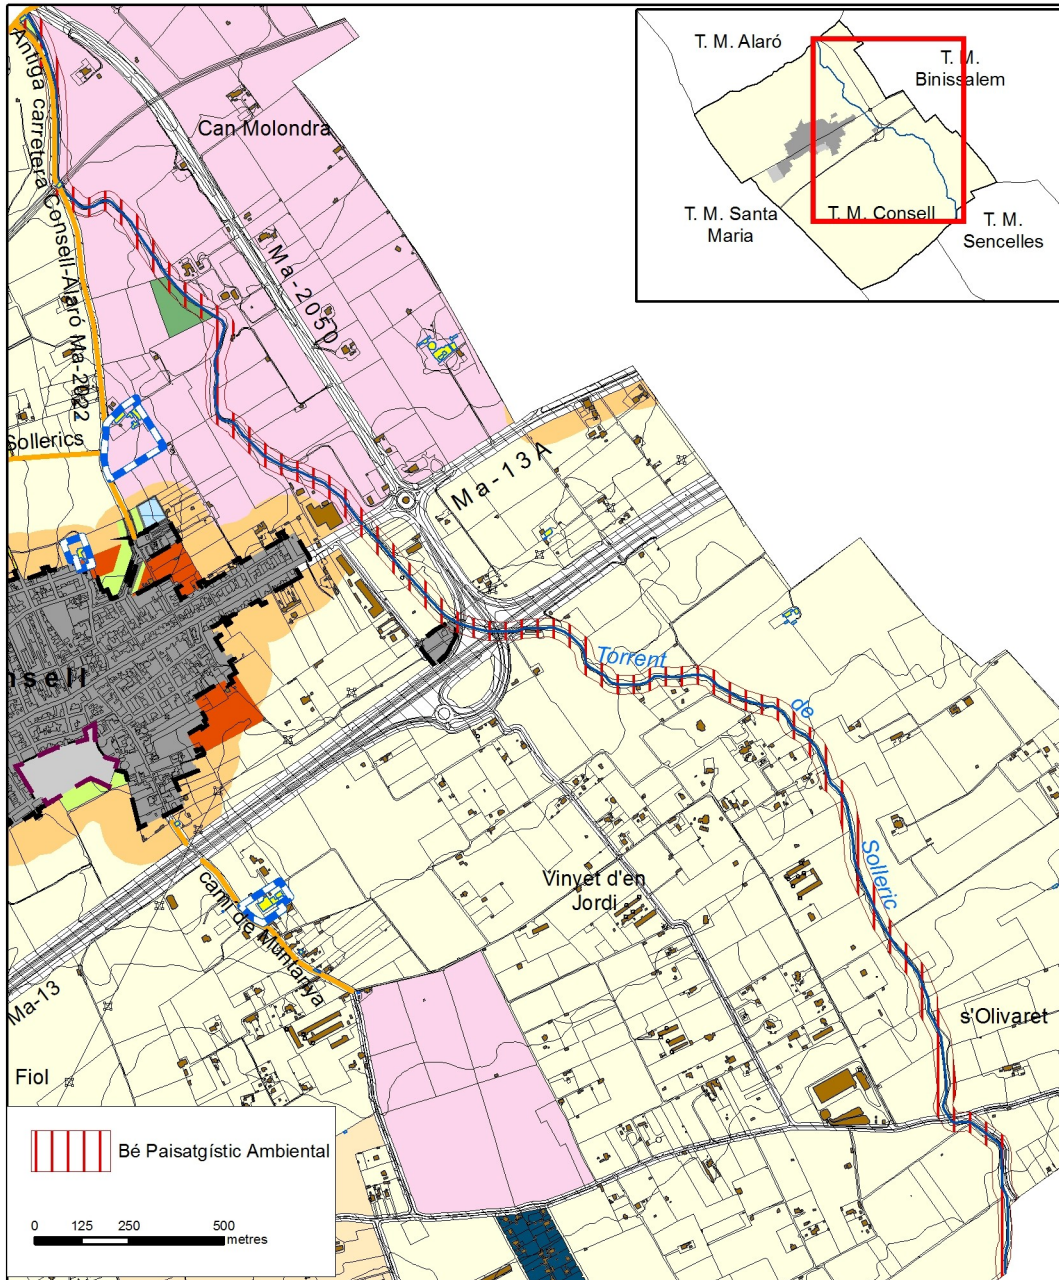 T. M. Alaró
T. M.
Binissalem
T. M. Santa
Maria
T. M. Consell
T. M.
Sencelles
Antiga carretera Consell-Alaró Ma-2022
Can Molondra
Ma-2050
Sollerics
Ma-13A
nsell
Torrent
de
Solleric
Vinyet d'en
Jordi
camí de Muntanya
Ma-13
s'Olivaret
Fiol
Bé Paisatgístic Ambiental
0 125 250 500
metres